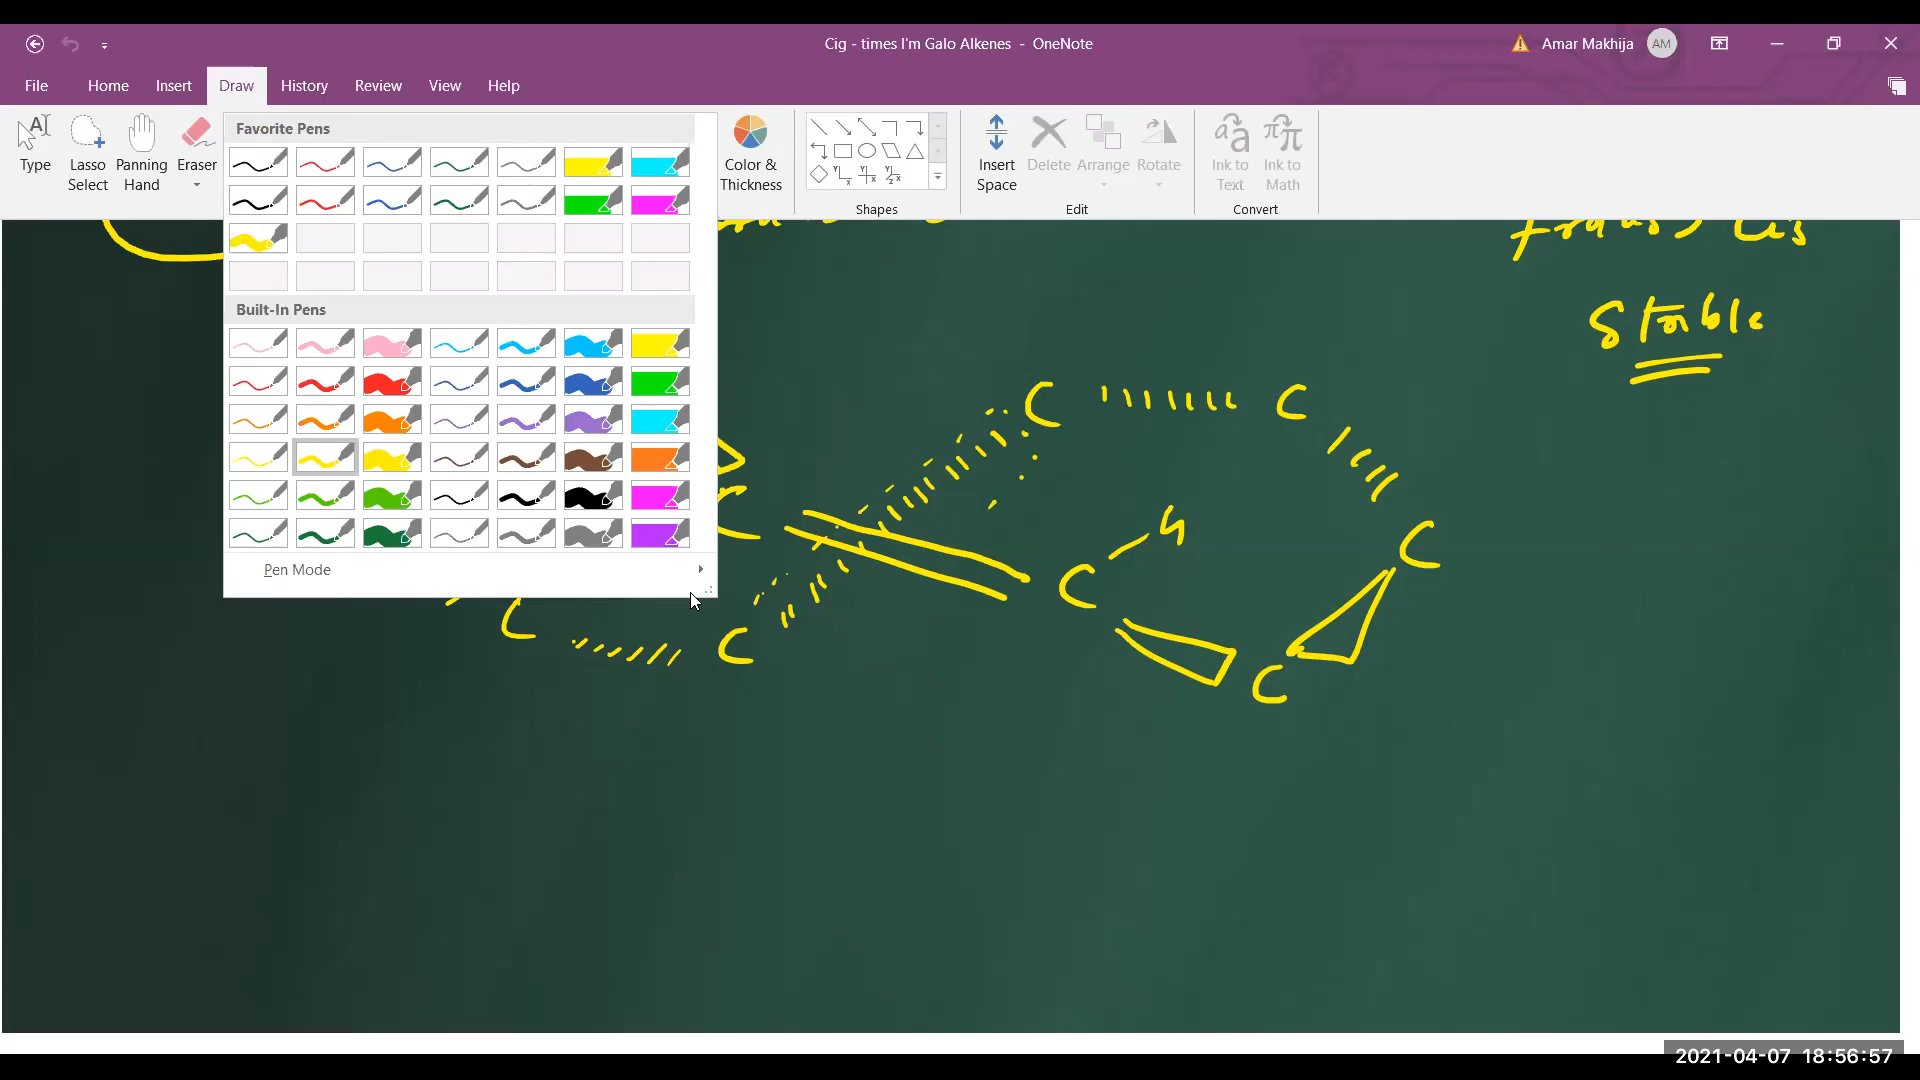 Cig - times I'm Galo Alkenes - OneNote
Amar Makhija AM
File Home Insert Draw History Review View Help
Type
Lasso Select
Panning Hand
Eraser
Favorite Pens
Built-In Pens
Pen Mode
Color & Thickness
Shapes
Insert Space
Delete
Arrange
Rotate
Edit
Ink to Text
Ink to Math
Convert
trans > Cis
Stable
C C
C
C
C
C C
C
2021-04-07 18:56:57